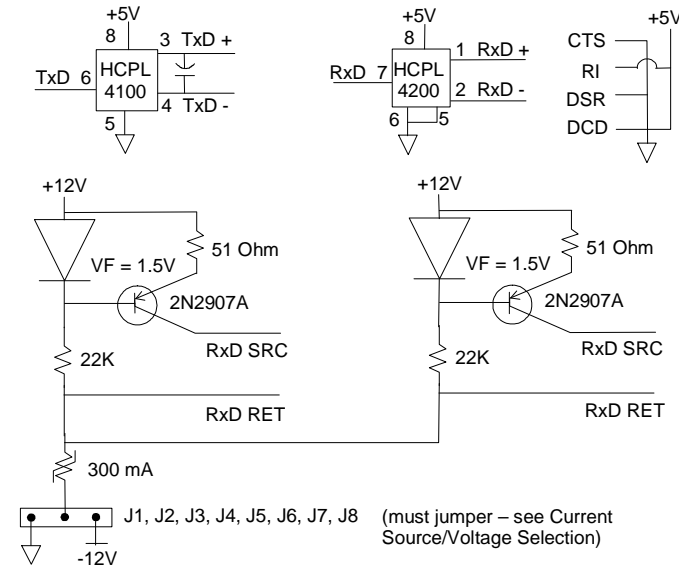 +5V
8
3 TxD +
TxD 6
HCPL
4100
4 TxD -
5
+5V
8
1 RxD +
RxD 7
HCPL
4200
2 RxD -
6
5
+5V
CTS
RI
DSR
DCD
+12V
51 Ohm
VF = 1.5V
2N2907A
RxD SRC
22K
RxD RET
+12V
51 Ohm
VF = 1.5V
2N2907A
RxD SRC
22K
RxD RET
300 mA
J1, J2, J3, J4, J5, J6, J7, J8
(must jumper – see Current
Source/Voltage Selection)
-12V